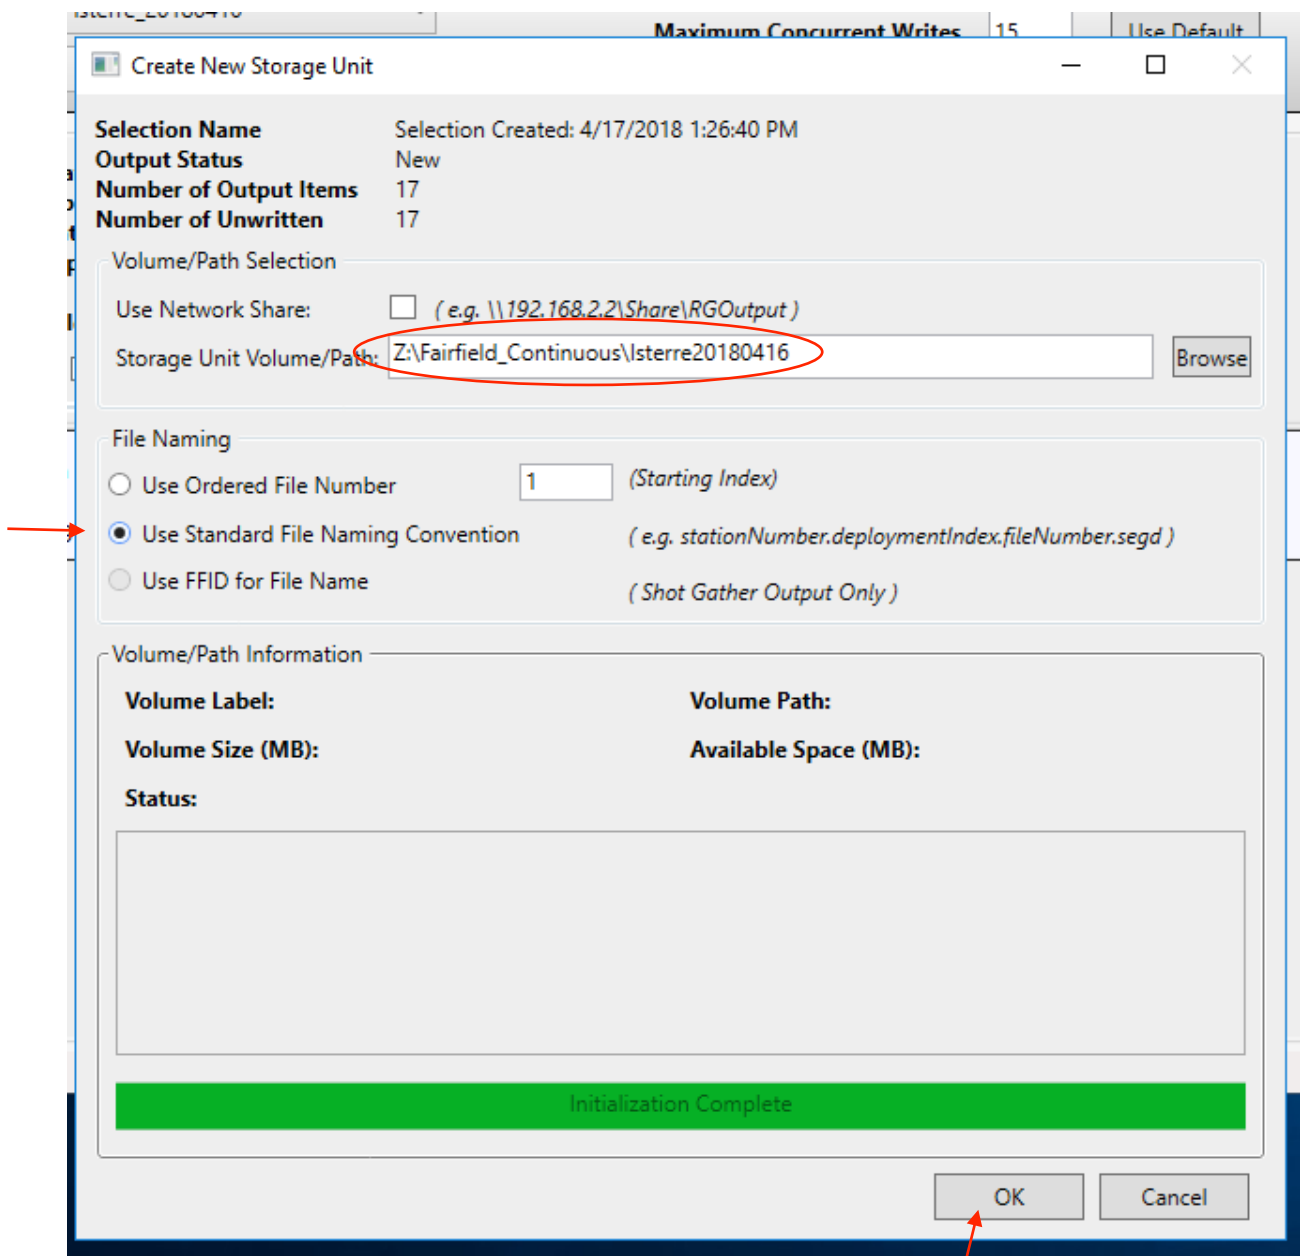 Isterre_20180416
Maximum Concurrent Writes 15 Use Default
Create New Storage Unit
Selection Name Selection Created: 4/17/2018 1:26:40 PM
Output Status New
Number of Output Items 17
Number of Unwritten 17
Volume/Path Selection
Use Network Share: ( e.g. \\192.168.2.2\Share\RGOutput )
Storage Unit Volume/Path: Z:\Fairfield_Continuous\Isterre20180416 Browse
File Naming
Use Ordered File Number 1 (Starting Index)
Use Standard File Naming Convention ( e.g. stationNumber.deploymentIndex.fileNumber.segd )
Use FFID for File Name ( Shot Gather Output Only )
Volume/Path Information
Volume Label: Volume Path:
Volume Size (MB): Available Space (MB):
Status:
Initialization Complete
OK Cancel